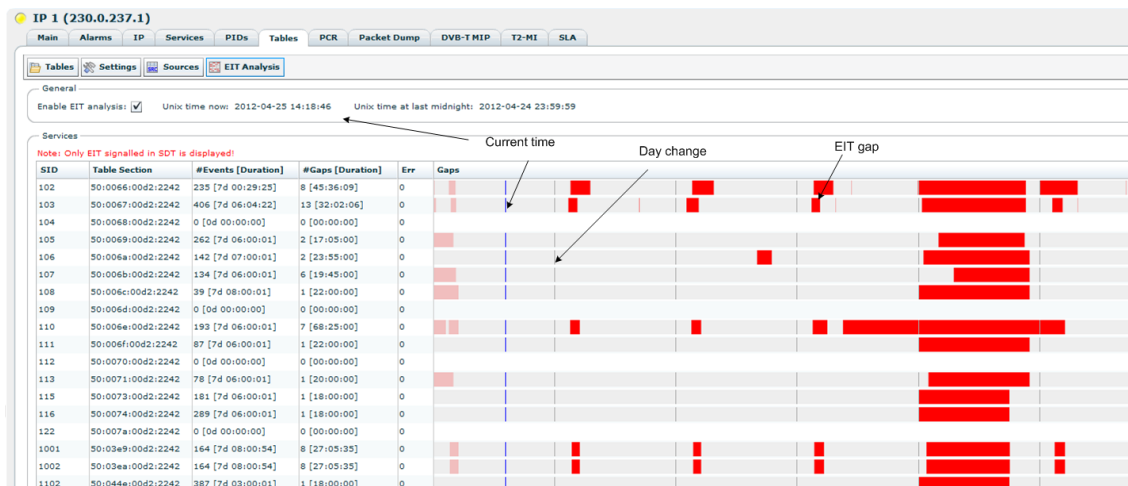 IP 1 (230.0.237.1)
Main Alarms IP Services PIDs Tables PCR Packet Dump DVB-T MIP T2-MI SLA
Tables Settings Sources EIT Analysis
General
Enable EIT analysis: Unix time now: 2012-04-25 14:18:46 Unix time at last midnight: 2012-04-24 23:59:59
Services
Current time
Day change
EIT gap
Note: Only EIT signalled in SDT is displayed!
SID Table Section #Events [Duration] #Gaps [Duration] Err Gaps
102 50:0066:00d2:2242 235 [7d 00:29:25] 8 [45:36:09] 0
103 50:0067:00d2:2242 406 [7d 06:04:22] 13 [32:02:06] 0
104 50:0068:00d2:2242 0 [0d 00:00:00] 0 [00:00:00] 0
105 50:0069:00d2:2242 262 [7d 06:00:01] 2 [17:05:00] 0
106 50:006a:00d2:2242 142 [7d 07:00:01] 2 [23:55:00] 0
107 50:006b:00d2:2242 134 [7d 06:00:01] 6 [19:45:00] 0
108 50:006c:00d2:2242 39 [7d 08:00:01] 1 [22:00:00] 0
109 50:006d:00d2:2242 0 [0d 00:00:00] 0 [00:00:00] 0
110 50:006e:00d2:2242 193 [7d 06:00:01] 7 [68:25:00] 0
111 50:006f:00d2:2242 87 [7d 06:00:01] 1 [22:00:00] 0
112 50:0070:00d2:2242 0 [0d 00:00:00] 0 [00:00:00] 0
113 50:0071:00d2:2242 78 [7d 06:00:01] 1 [20:00:00] 0
115 50:0073:00d2:2242 181 [7d 06:00:01] 1 [18:00:00] 0
116 50:0074:00d2:2242 289 [7d 06:00:01] 1 [18:00:00] 0
122 50:007a:00d2:2242 0 [0d 00:00:00] 0 [00:00:00] 0
1001 50:03e9:00d2:2242 164 [7d 08:00:54] 8 [27:05:35] 0
1002 50:03ea:00d2:2242 164 [7d 08:00:54] 8 [27:05:35] 0
1102 50:044e:00d2:2242 387 [7d 03:00:01] 1 [18:00:00] 0